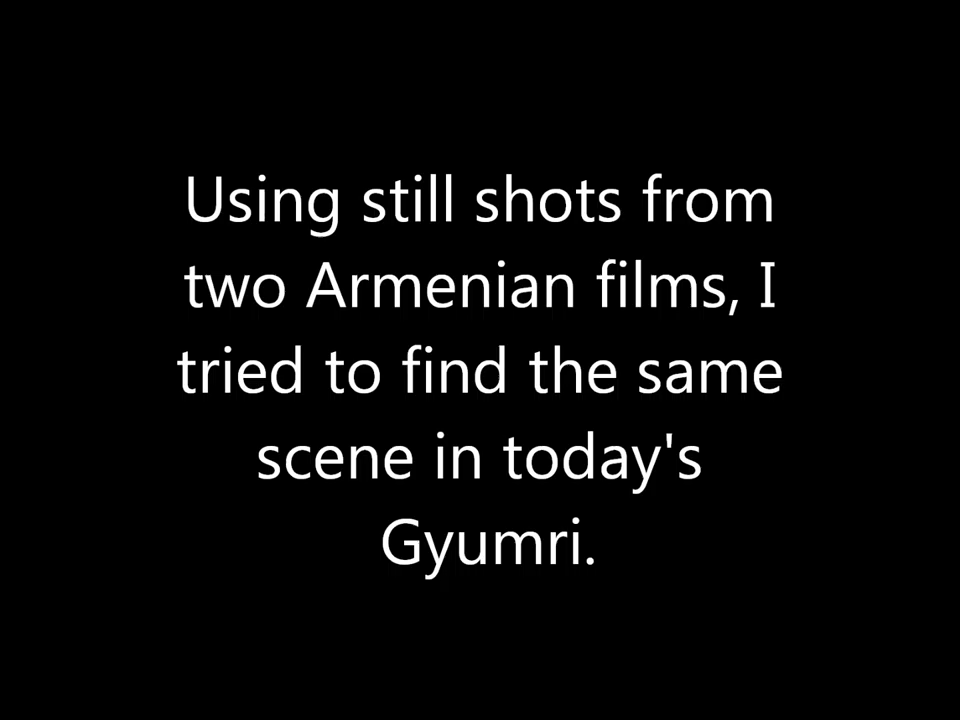 Using still shots from
two Armenian films, I
tried to find the same
scene in today's
Gyumri.